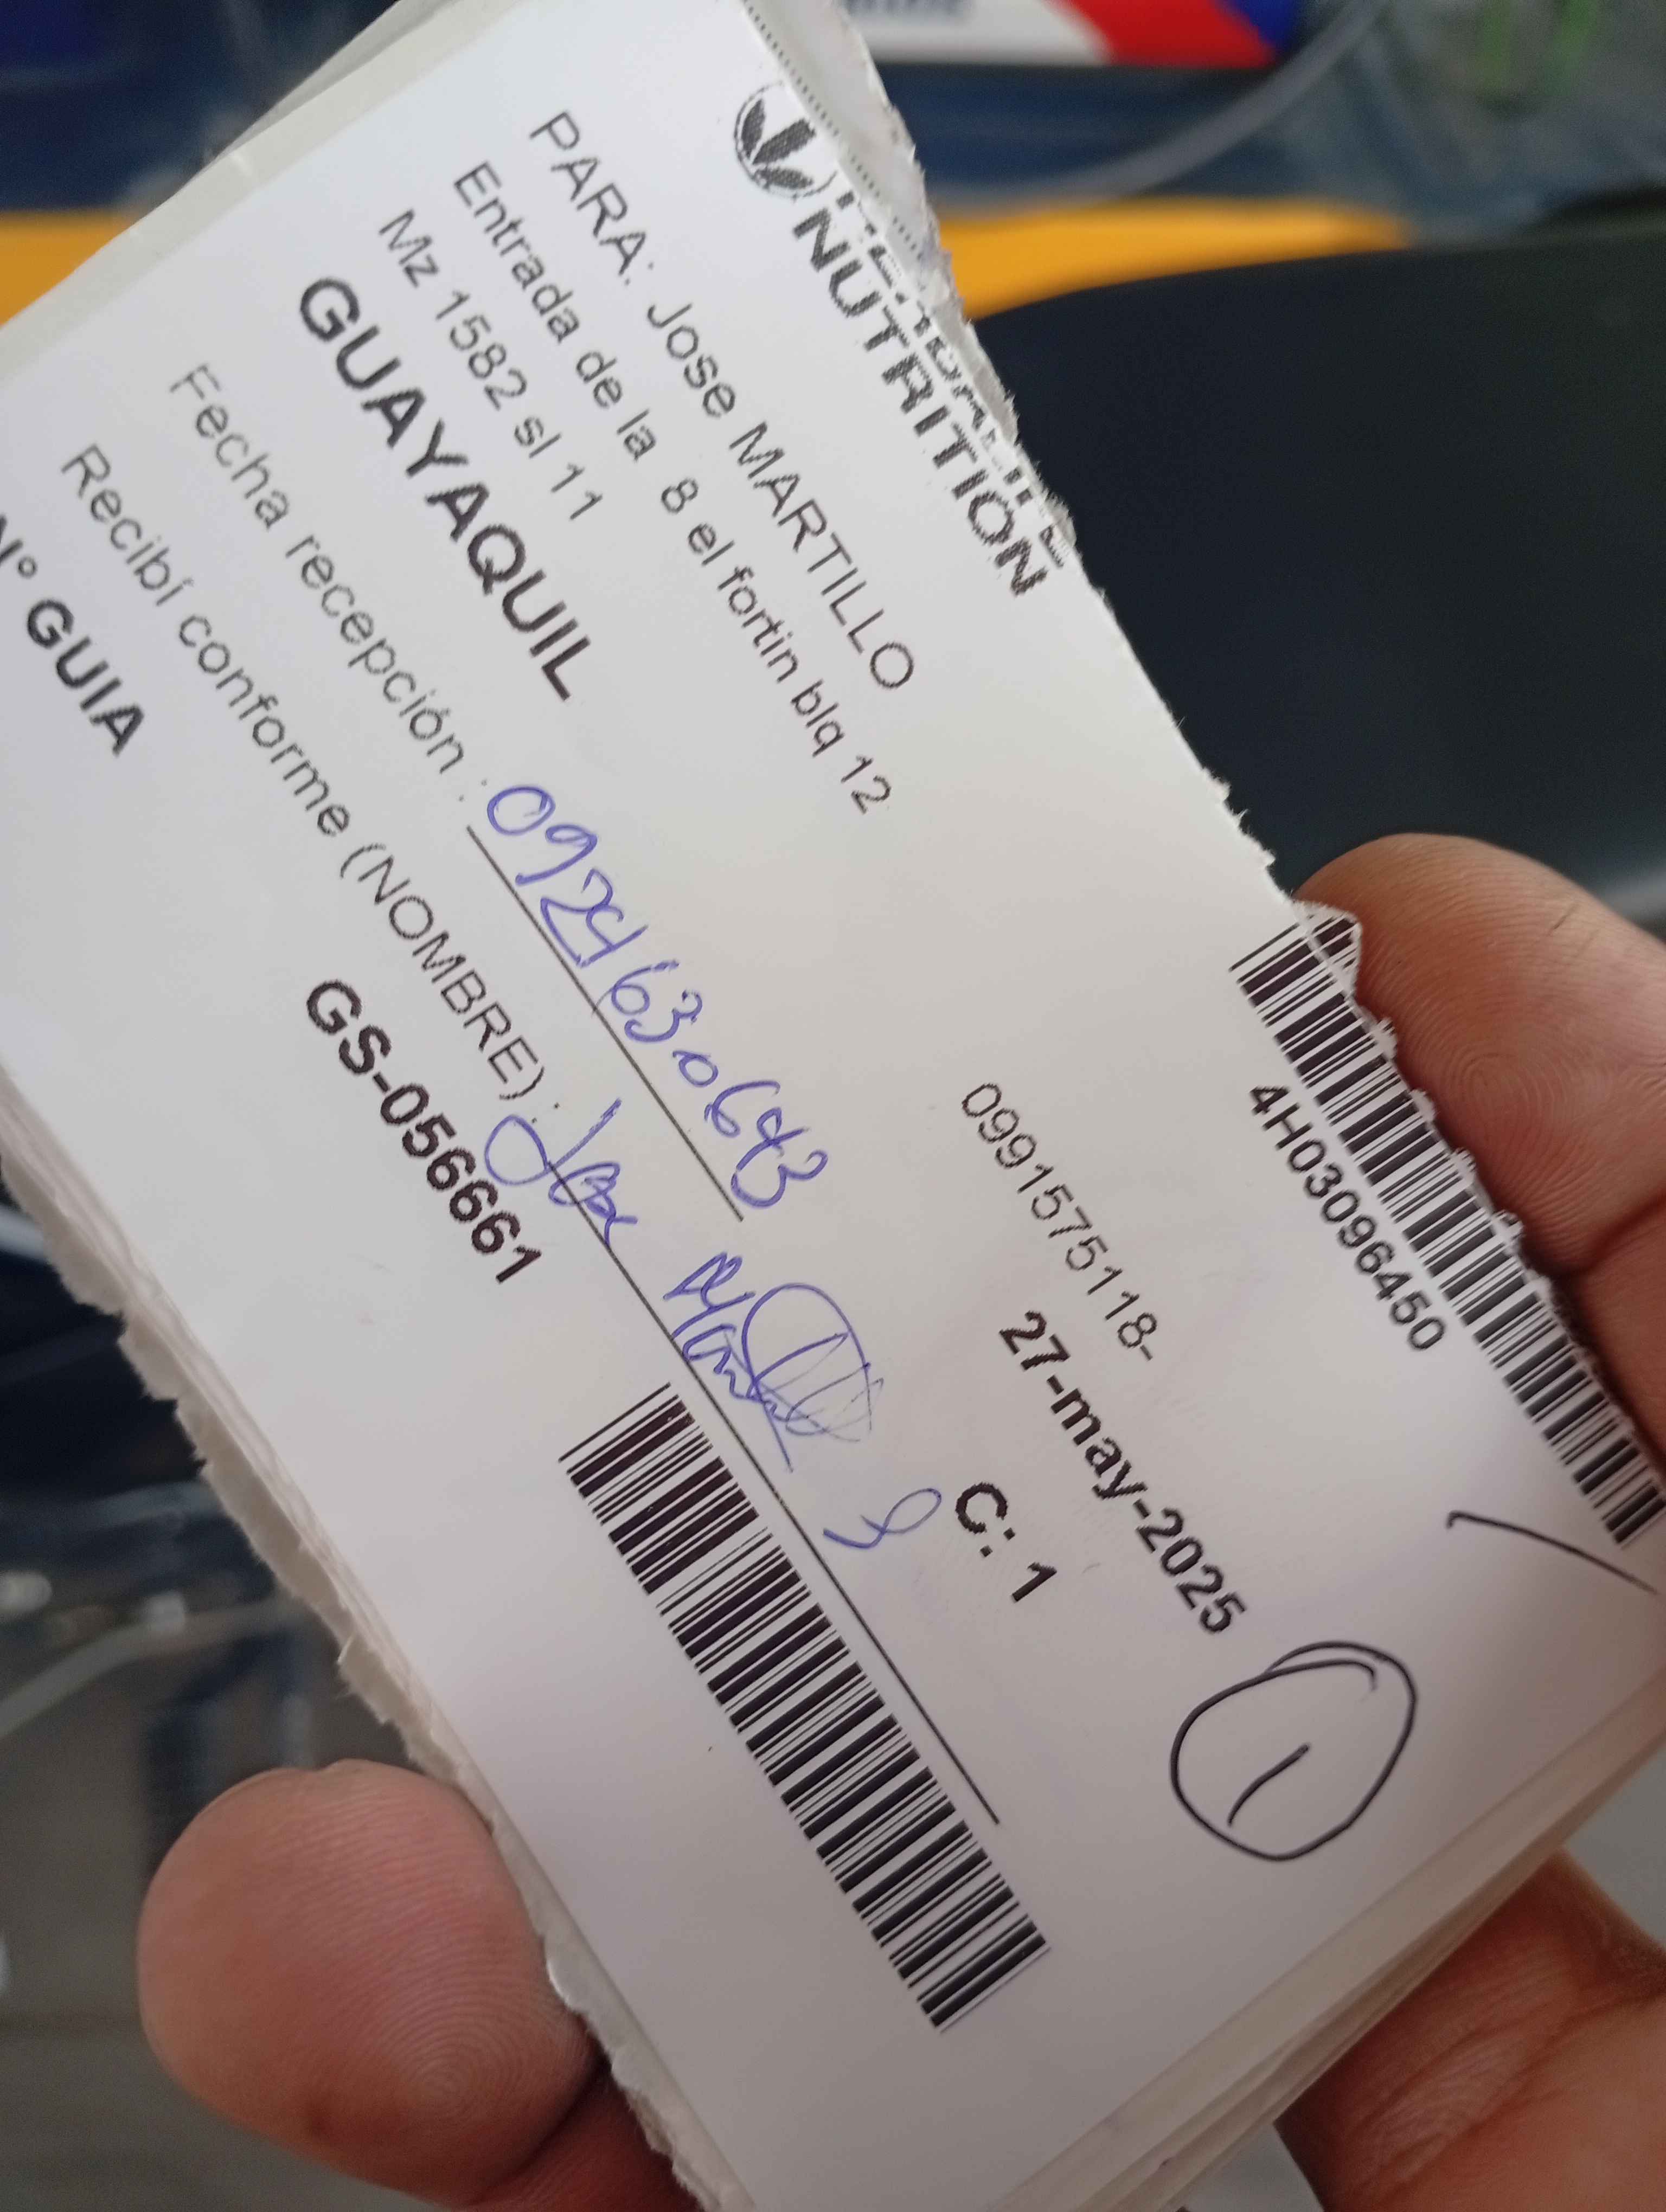 NUTRITION
4H03096450
PARA: Jose MARTILLO
Entrada de la 8 el fortin blq 12
Mz 1582 sl 11
0991575118-
GUAYAQUIL
27-may-2025
1
Fecha recepción : 0924630643
C: 1
Recibí conforme (NOMBRE): Jose
N° GUIA
GS-056661